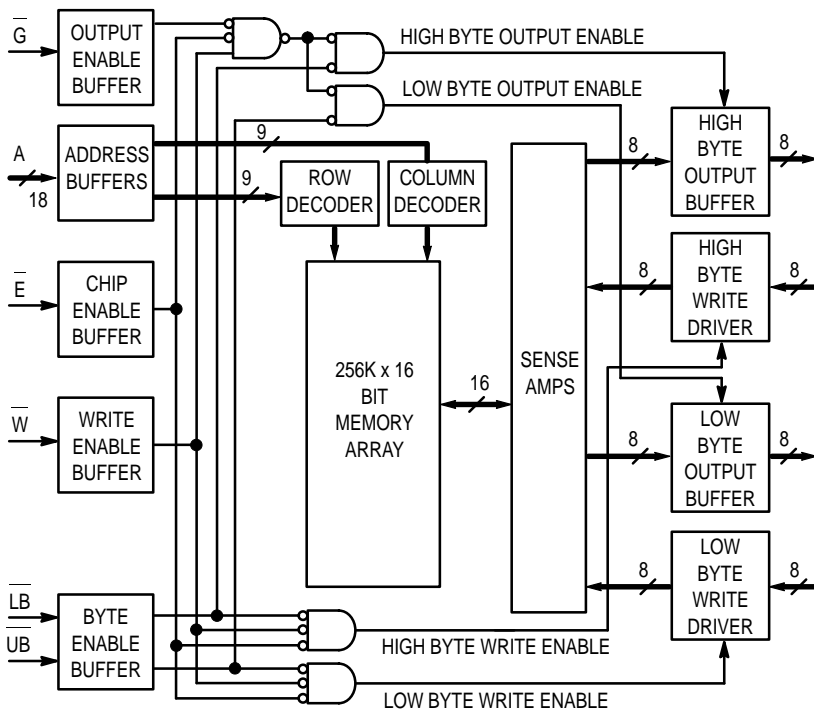 G
OUTPUT
ENABLE
BUFFER
HIGH BYTE OUTPUT ENABLE
LOW BYTE OUTPUT ENABLE
A
18
ADDRESS
BUFFERS
9
9
ROW
DECODER
COLUMN
DECODER
8
HIGH
BYTE
OUTPUT
BUFFER
8
E
CHIP
ENABLE
BUFFER
8
HIGH
BYTE
WRITE
DRIVER
8
256K x 16
BIT
MEMORY
ARRAY
16
SENSE
AMPS
W
WRITE
ENABLE
BUFFER
8
LOW
BYTE
OUTPUT
BUFFER
8
LB
UB
BYTE
ENABLE
BUFFER
8
LOW
BYTE
WRITE
DRIVER
8
HIGH BYTE WRITE ENABLE
LOW BYTE WRITE ENABLE